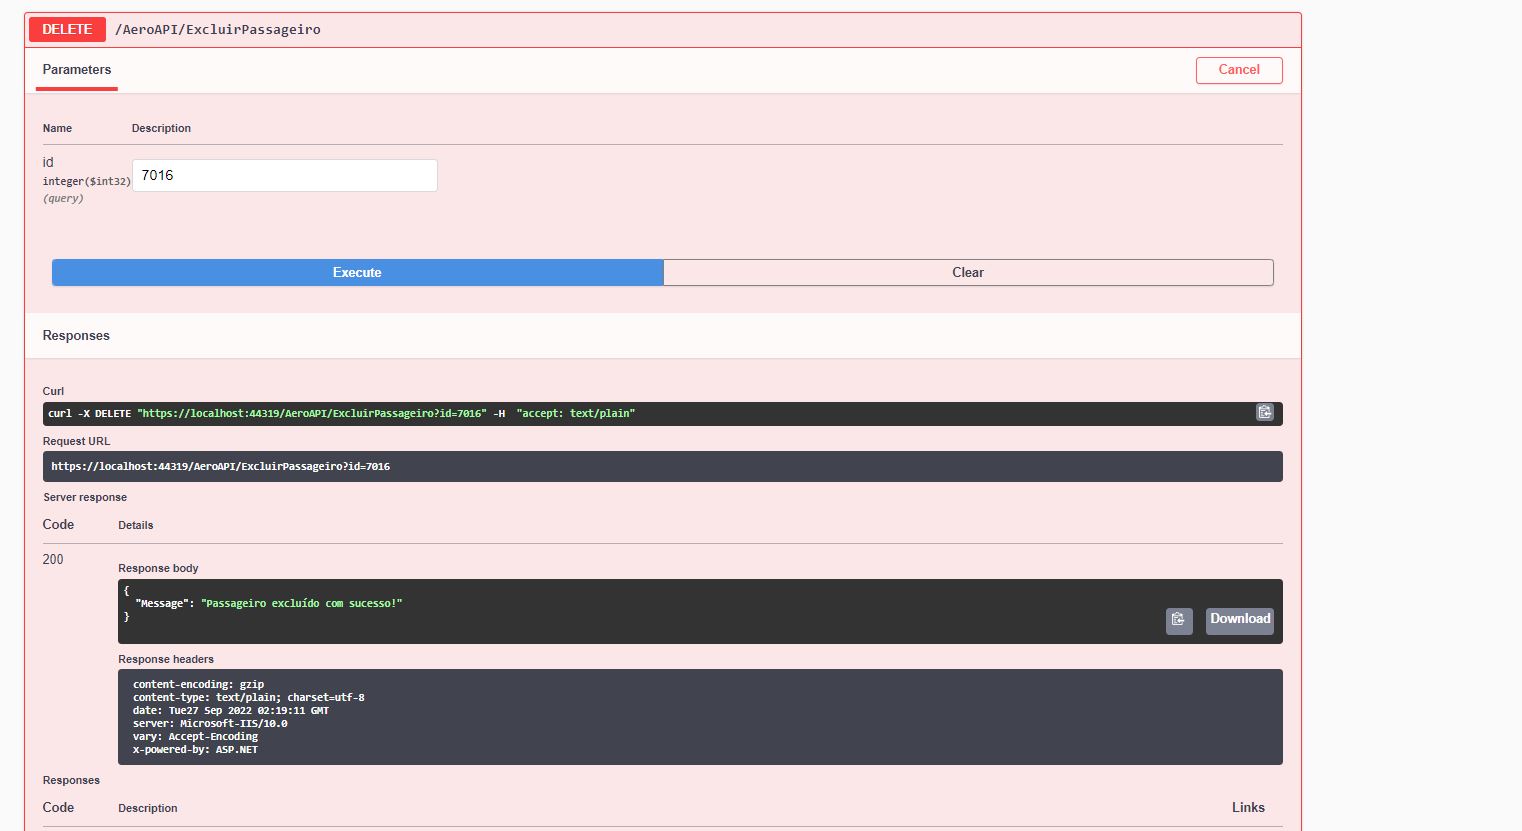 DELETE /AeroAPI/ExcluirPassageiro
Parameters
Cancel
Name Description
id
integer($int32)
(query)
7016
Execute Clear
Responses
Curl
curl -X DELETE "https://localhost:44319/AeroAPI/ExcluirPassageiro?id=7016" -H  "accept: text/plain"
Request URL
https://localhost:44319/AeroAPI/ExcluirPassageiro?id=7016
Server response
Code Details
200
Response body
{
  "Message": "Passageiro excluído com sucesso!"
}
Download
Response headers
content-encoding: gzip
content-type: text/plain; charset=utf-8
date: Tue27 Sep 2022 02:19:11 GMT
server: Microsoft-IIS/10.0
vary: Accept-Encoding
x-powered-by: ASP.NET
Responses
Code Description Links